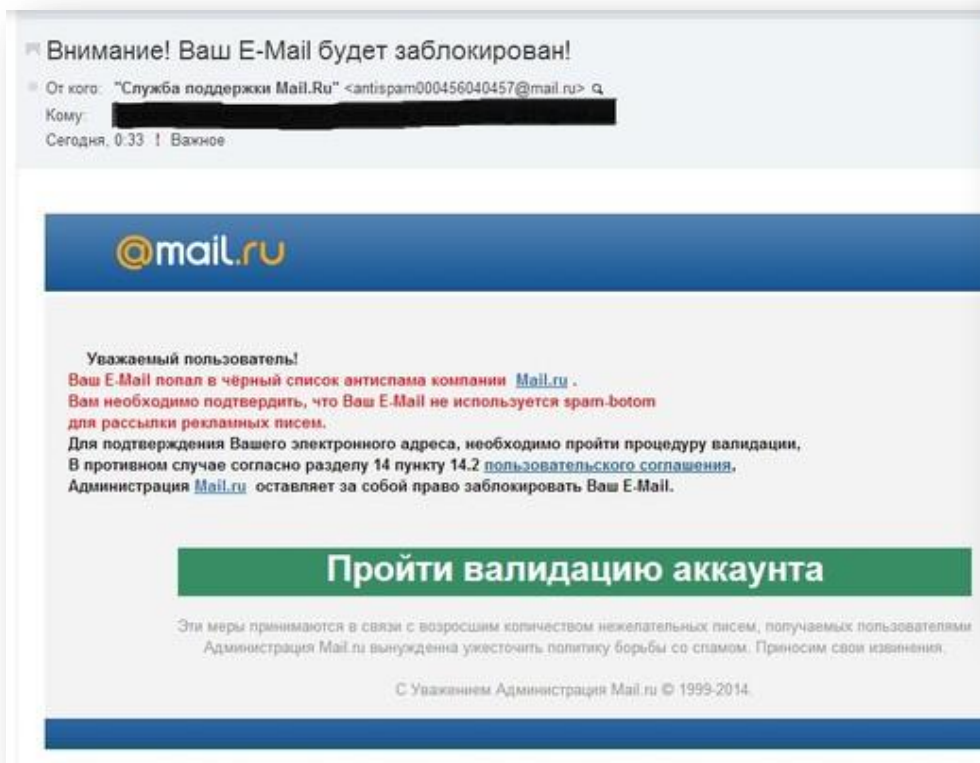 Внимание! Ваш E-Mail будет заблокирован!
От кого: "Служба поддержки Mail.Ru" <antispam000456040457@mail.ru>
Кому:
Сегодня, 0:33 ! Важное
@mail.ru
Уважаемый пользователь!
Ваш E-Mail попал в чёрный список антиспама компании Mail.ru .
Вам необходимо подтвердить, что Ваш E-Mail не используется spam-botom
для рассылки рекламных писем.
Для подтверждения Вашего электронного адреса, необходимо пройти процедуру валидации,
В противном случае согласно разделу 14 пункту 14.2 пользовательского соглашения,
Администрация Mail.ru оставляет за собой право заблокировать Ваш E-Mail.
Пройти валидацию аккаунта
Эти меры принимаются в связи с возросшим количеством нежелательных писем, получаемых пользователями
Администрация Mail.ru вынужденна ужесточить политику борьбы со спамом. Приносим свои извинения.
С Уважением Администрация Mail.ru © 1999-2014.